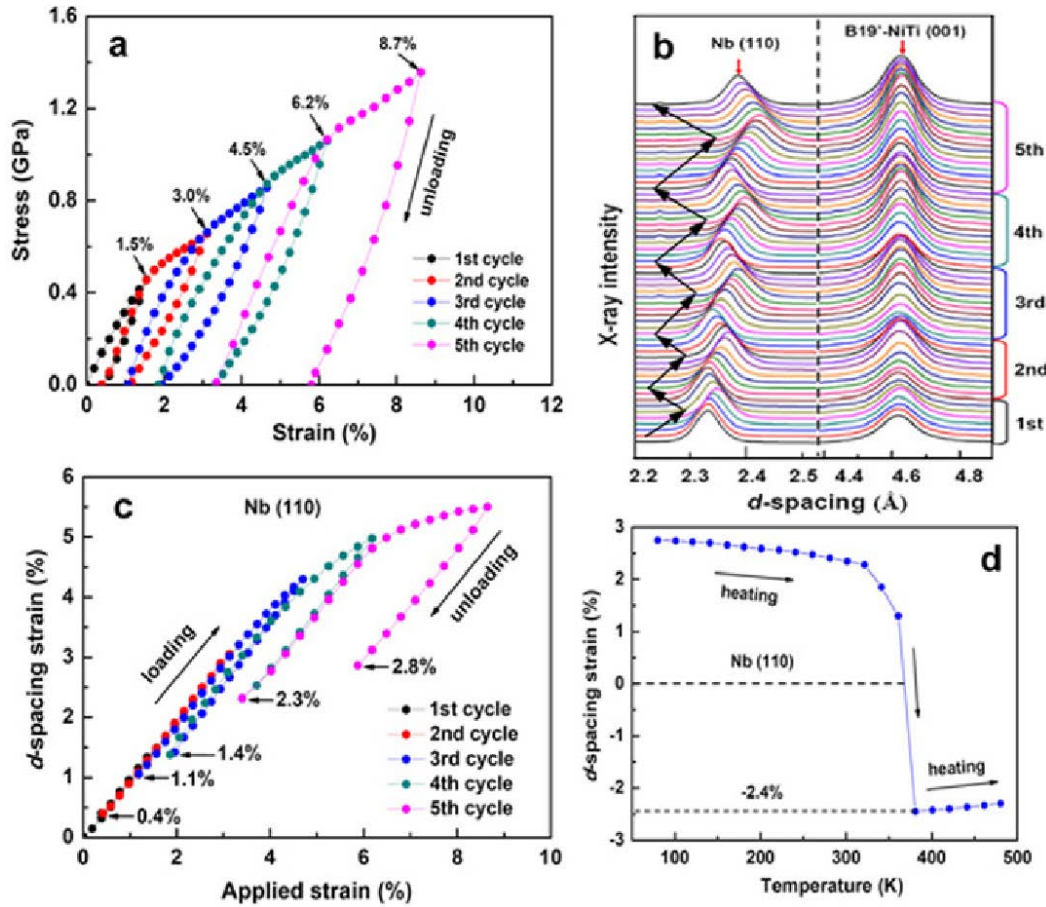 a
Stress (GPa)
1.6
1.2
0.8
0.4
0.0
8.7%
6.2%
4.5%
3.0%
1.5%
unloading
1st cycle
2nd cycle
3rd cycle
4th cycle
5th cycle
0 2 4 6 8 10 12
Strain (%)
b
Nb (110)
B19'-NiTi (001)
X-ray intensity
5th
4th
3rd
2nd
1st
2.2 2.3 2.4 2.5 4.4 4.6 4.8
d-spacing (Å)
c
Nb (110)
d-spacing strain (%)
6
5
4
3
2
1
0
loading
unloading
2.8%
2.3%
1.4%
1.1%
0.4%
1st cycle
2nd cycle
3rd cycle
4th cycle
5th cycle
0 2 4 6 8 10
Applied strain (%)
d
d-spacing strain (%)
3
2
1
0
-1
-2
-3
heating
Nb (110)
heating
-2.4%
100 200 300 400 500
Temperature (K)